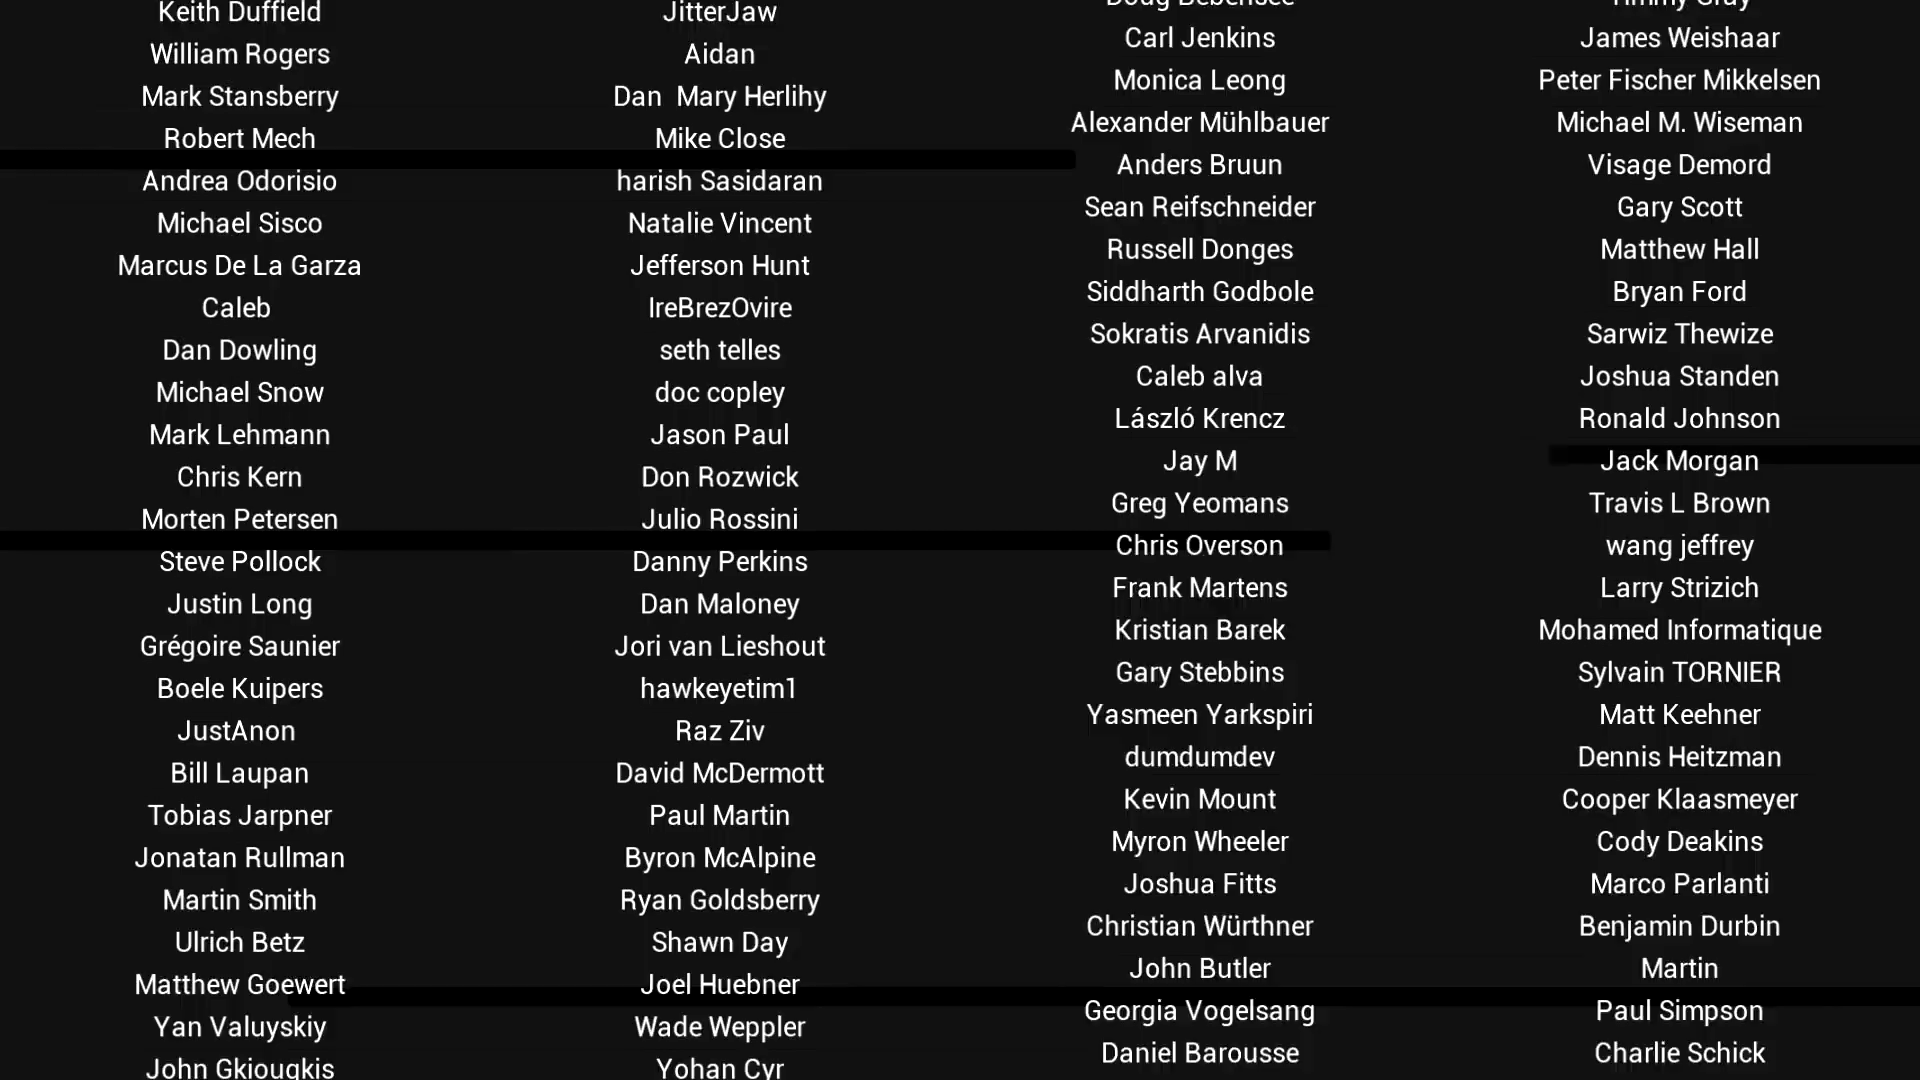 Keith Duffield
William Rogers
Mark Stansberry
Robert Mech
Andrea Odorisio
Michael Sisco
Marcus De La Garza
Caleb
Dan Dowling
Michael Snow
Mark Lehmann
Chris Kern
Morten Petersen
Steve Pollock
Justin Long
Grégoire Saunier
Boele Kuipers
JustAnon
Bill Laupan
Tobias Jarpner
Jonatan Rullman
Martin Smith
Ulrich Betz
Matthew Goewert
Yan Valuyskiy
John Gkiougkis
JitterJaw
Aidan
Dan  Mary Herlihy
Mike Close
harish Sasidaran
Natalie Vincent
Jefferson Hunt
IreBrezOvire
seth telles
doc copley
Jason Paul
Don Rozwick
Julio Rossini
Danny Perkins
Dan Maloney
Jori van Lieshout
hawkeyetim1
Raz Ziv
David McDermott
Paul Martin
Byron McAlpine
Ryan Goldsberry
Shawn Day
Joel Huebner
Wade Weppler
Yohan Cyr
Doug Bebensee
Carl Jenkins
Monica Leong
Alexander Mühlbauer
Anders Bruun
Sean Reifschneider
Russell Donges
Siddharth Godbole
Sokratis Arvanidis
Caleb alva
László Krencz
Jay M
Greg Yeomans
Chris Overson
Frank Martens
Kristian Barek
Gary Stebbins
Yasmeen Yarkspiri
dumdumdev
Kevin Mount
Myron Wheeler
Joshua Fitts
Christian Würthner
John Butler
Georgia Vogelsang
Daniel Barousse
Gray
James Weishaar
Peter Fischer Mikkelsen
Michael M. Wiseman
Visage Demord
Gary Scott
Matthew Hall
Bryan Ford
Sarwiz Thewize
Joshua Standen
Ronald Johnson
Jack Morgan
Travis L Brown
wang jeffrey
Larry Strizich
Mohamed Informatique
Sylvain TORNIER
Matt Keehner
Dennis Heitzman
Cooper Klaasmeyer
Cody Deakins
Marco Parlanti
Benjamin Durbin
Martin
Paul Simpson
Charlie Schick